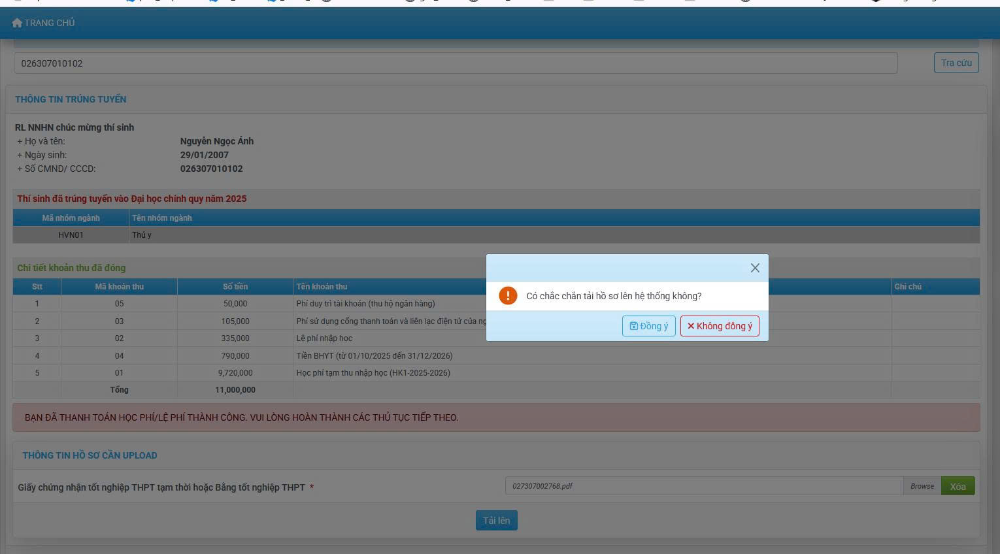 TRANG CHỦ
026307010102
Tra cứu
THÔNG TIN TRÚNG TUYỂN
RL NNHN chúc mừng thí sinh
+ Họ và tên: Nguyễn Ngọc Ánh
+ Ngày sinh: 29/01/2007
+ Số CMND/ CCCD: 026307010102
Thí sinh đã trúng tuyển vào Đại học chính quy năm 2025
Mã nhóm ngành Tên nhóm ngành
HVN01 Thú y
Chi tiết khoản thu đã đóng
Stt Mã khoản thu Số tiền Tên khoản thu Ghi chú
1 05 50,000 Phí duy trì tài khoản (thu hộ ngân hàng)
2 03 105,000 Phí sử dụng cổng thanh toán và liên lạc điện tử của
3 02 335,000 Lệ phí nhập học
4 04 790,000 Tiền BHYT (từ 01/10/2025 đến 31/12/2026)
5 01 9,720,000 Học phí tạm thu nhập học (HK1-2025-2026)
Tổng 11,000,000
Có chắc chắn tải hồ sơ lên hệ thống không?
Đồng ý
Không đồng ý
BẠN ĐÃ THANH TOÁN HỌC PHÍ/LỆ PHÍ THÀNH CÔNG. VUI LÒNG HOÀN THÀNH CÁC THỦ TỤC TIẾP THEO.
THÔNG TIN HỒ SƠ CẦN UPLOAD
Giấy chứng nhận tốt nghiệp THPT tạm thời hoặc Bằng tốt nghiệp THPT * 027307002768.pdf Browse Xóa
Tải lên